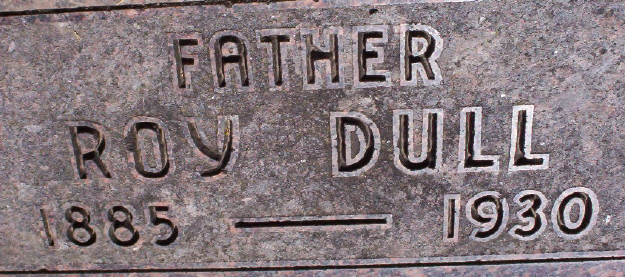 FATHER
ROY DULL
1885 — 1930